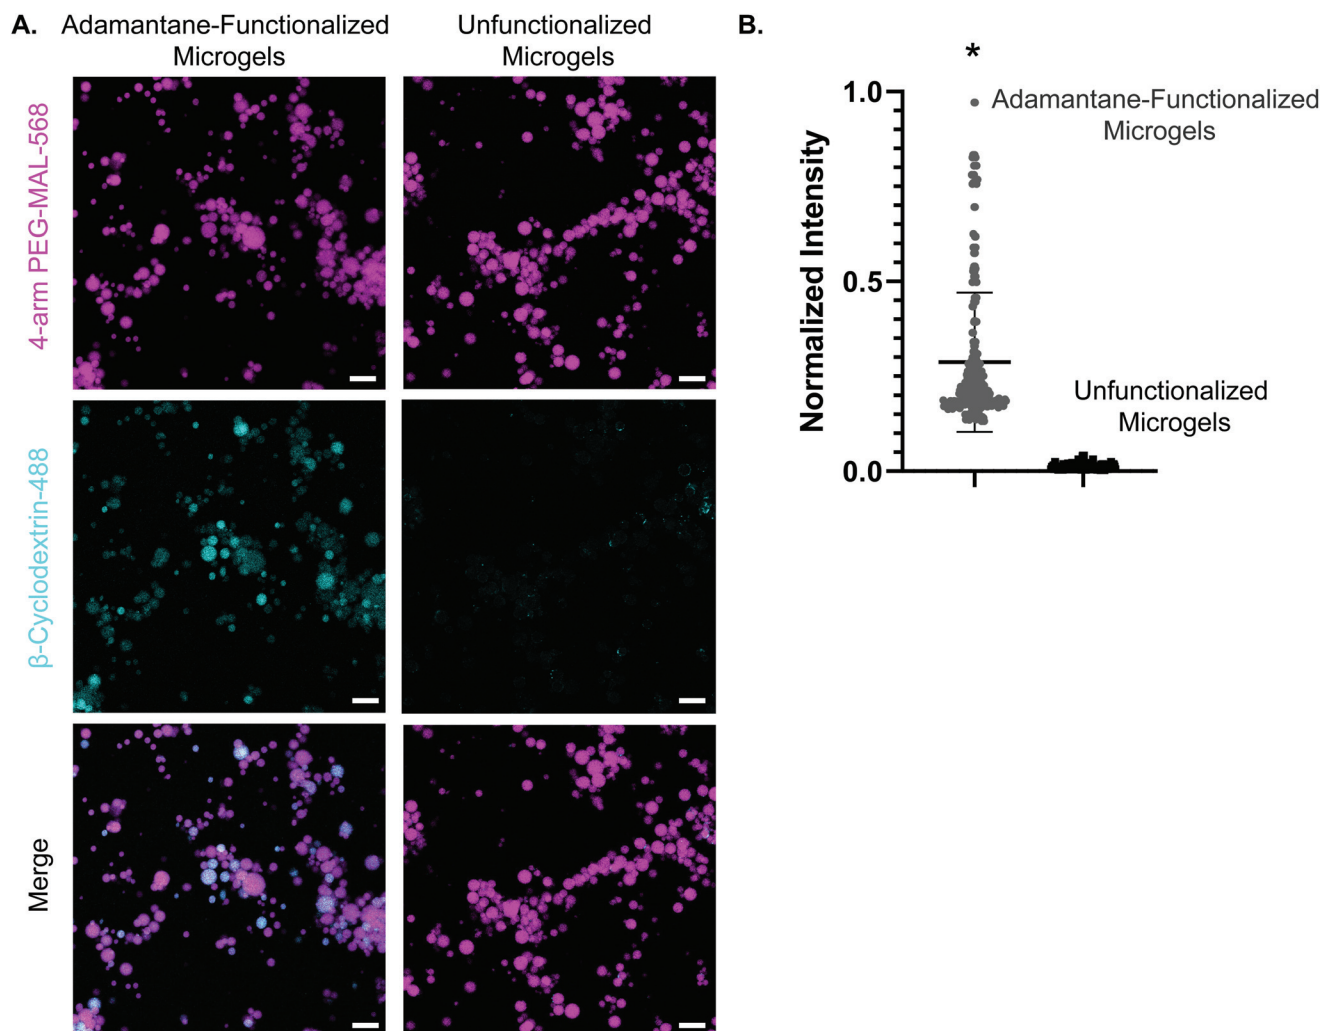 A.
Adamantane-Functionalized
Microgels
Unfunctionalized
Microgels
4-arm PEG-MAL-568
β-Cyclodextrin-488
Merge
B.
*
Normalized Intensity
1.0
0.5
0.0
Adamantane-Functionalized
Microgels
Unfunctionalized
Microgels